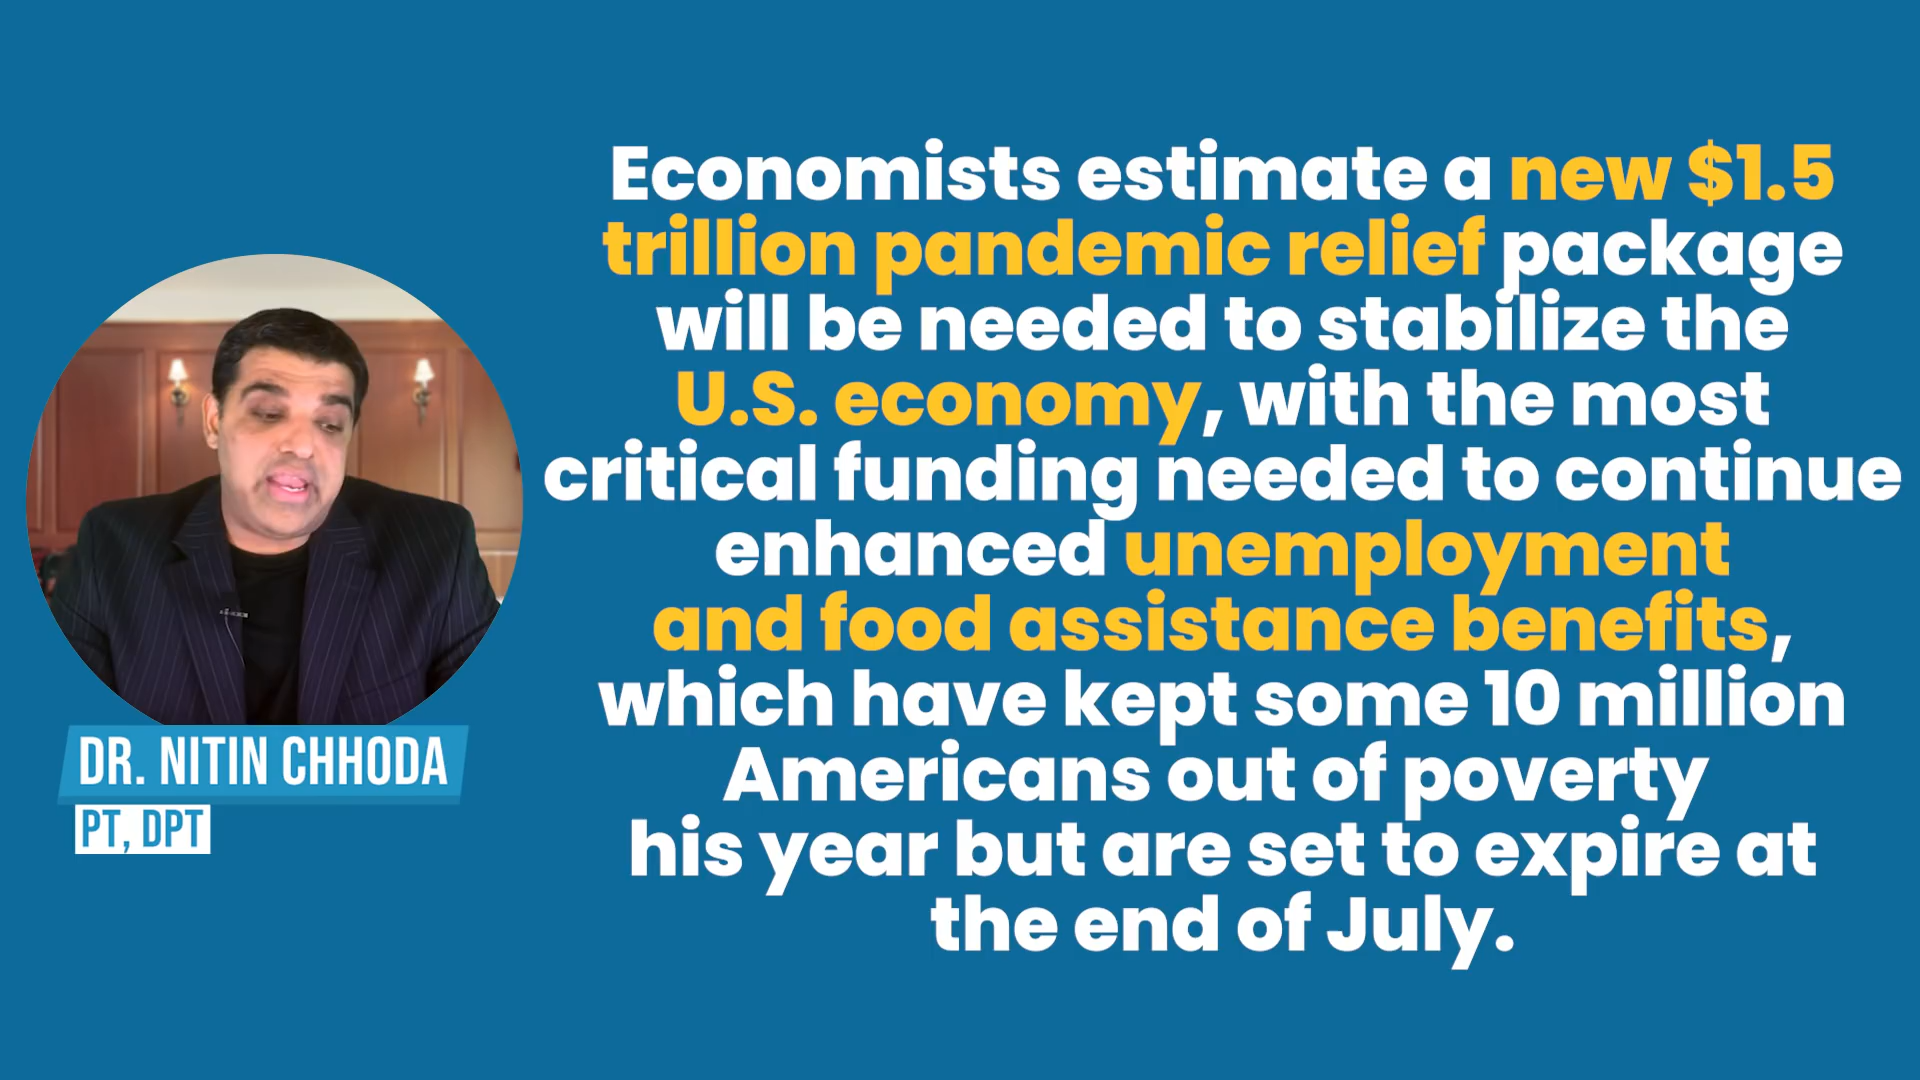 Economists estimate a new $1.5
trillion pandemic relief package
will be needed to stabilize the
U.S. economy, with the most
critical funding needed to continue
enhanced unemployment
and food assistance benefits,
which have kept some 10 million
Americans out of poverty
his year but are set to expire at
the end of July.
DR. NITIN CHHODA
PT, DPT